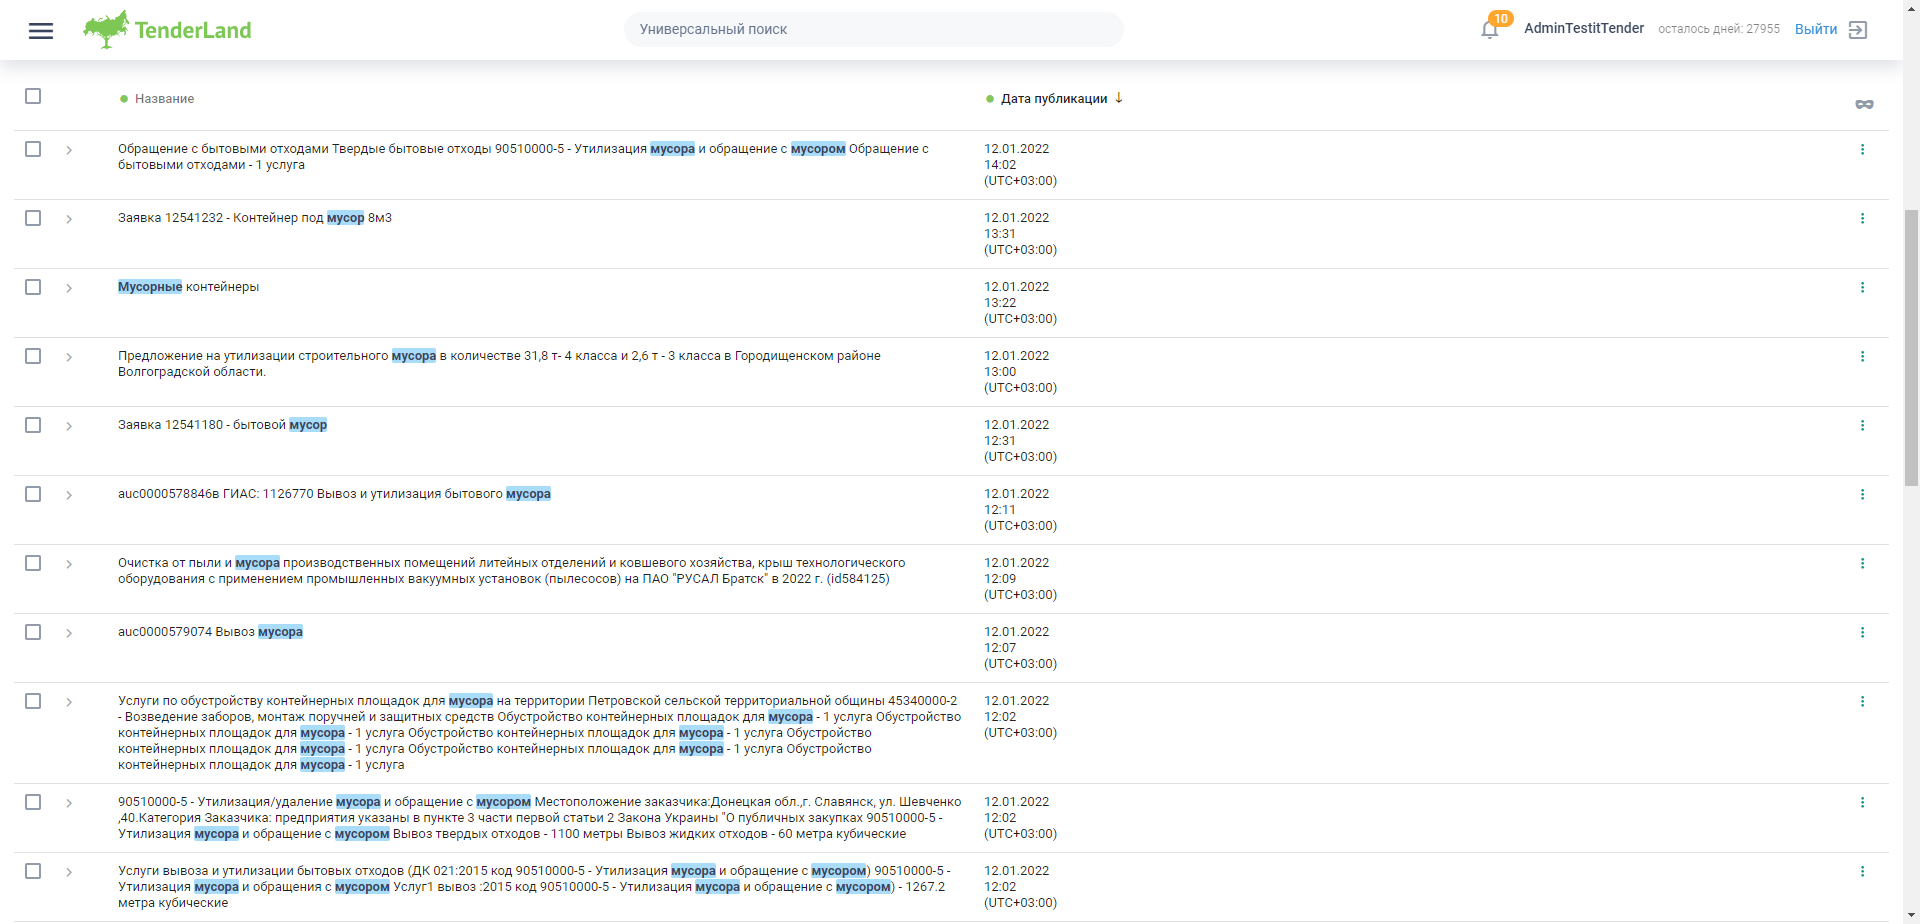 TenderLand
Универсальный поиск
10
AdminTestitTender
осталось дней: 27955
Выйти
Название
Дата публикации
Обращение с бытовыми отходами Твердые бытовые отходы 90510000-5 - Утилизация мусора и обращение с мусором Обращение с
бытовыми отходами - 1 услуга
12.01.2022
14:02
(UTC+03:00)
Заявка 12541232 - Контейнер под мусор 8м3
12.01.2022
13:31
(UTC+03:00)
Мусорные контейнеры
12.01.2022
13:22
(UTC+03:00)
Предложение на утилизации строительного мусора в количестве 31,8 т- 4 класса и 2,6 т - 3 класса в Городищенском районе
Волгоградской области.
12.01.2022
13:00
(UTC+03:00)
Заявка 12541180 - бытовой мусор
12.01.2022
12:31
(UTC+03:00)
auc0000578846в ГИАС: 1126770 Вывоз и утилизация бытового мусора
12.01.2022
12:11
(UTC+03:00)
Очистка от пыли и мусора производственных помещений литейных отделений и ковшевого хозяйства, крыш технологического
оборудования с применением промышленных вакуумных установок (пылесосов) на ПАО "РУСАЛ Братск" в 2022 г. (id584125)
12.01.2022
12:09
(UTC+03:00)
auc0000579074 Вывоз мусора
12.01.2022
12:07
(UTC+03:00)
Услуги по обустройству контейнерных площадок для мусора на территории Петровской сельской территориальной общины 45340000-2
- Возведение заборов, монтаж поручней и защитных средств Обустройство контейнерных площадок для мусора - 1 услуга Обустройство
контейнерных площадок для мусора - 1 услуга Обустройство контейнерных площадок для мусора - 1 услуга Обустройство
контейнерных площадок для мусора - 1 услуга Обустройство контейнерных площадок для мусора - 1 услуга Обустройство
контейнерных площадок для мусора - 1 услуга
12.01.2022
12:02
(UTC+03:00)
90510000-5 - Утилизация/удаление мусора и обращение с мусором Местоположение заказчика:Донецкая обл.,г. Славянск, ул. Шевченко
,40.Категория Заказчика: предприятия указаны в пункте 3 части первой статьи 2 Закона Украины "О публичных закупках 90510000-5 -
Утилизация мусора и обращение с мусором Вывоз твердых отходов - 1100 метры Вывоз жидких отходов - 60 метра кубические
12.01.2022
12:02
(UTC+03:00)
Услуги вывоза и утилизации бытовых отходов (ДК 021:2015 код 90510000-5 - Утилизация мусора и обращение с мусором) 90510000-5 -
Утилизация мусора и обращения с мусором Услуг1 вывоз :2015 код 90510000-5 - Утилизация мусора и обращение с мусором) - 1267.2
метра кубические
12.01.2022
12:02
(UTC+03:00)